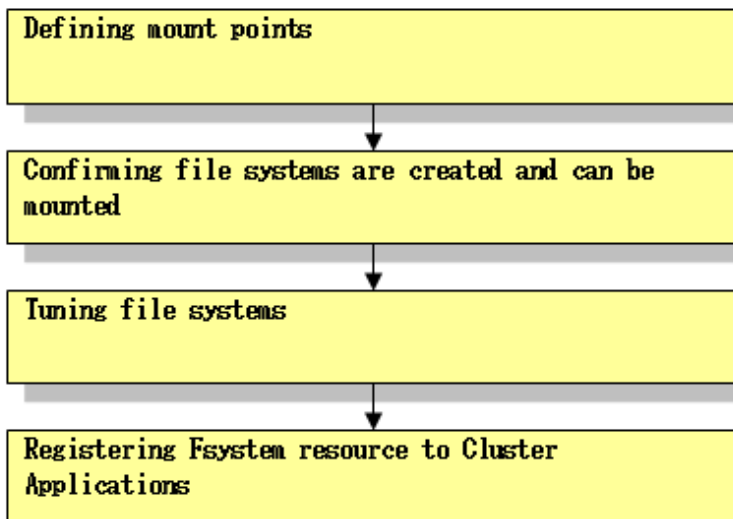 Defining mount points
Confirming file systems are created and can be
mounted
Tuning file systems
Registering Fsystem resource to Cluster
Applications